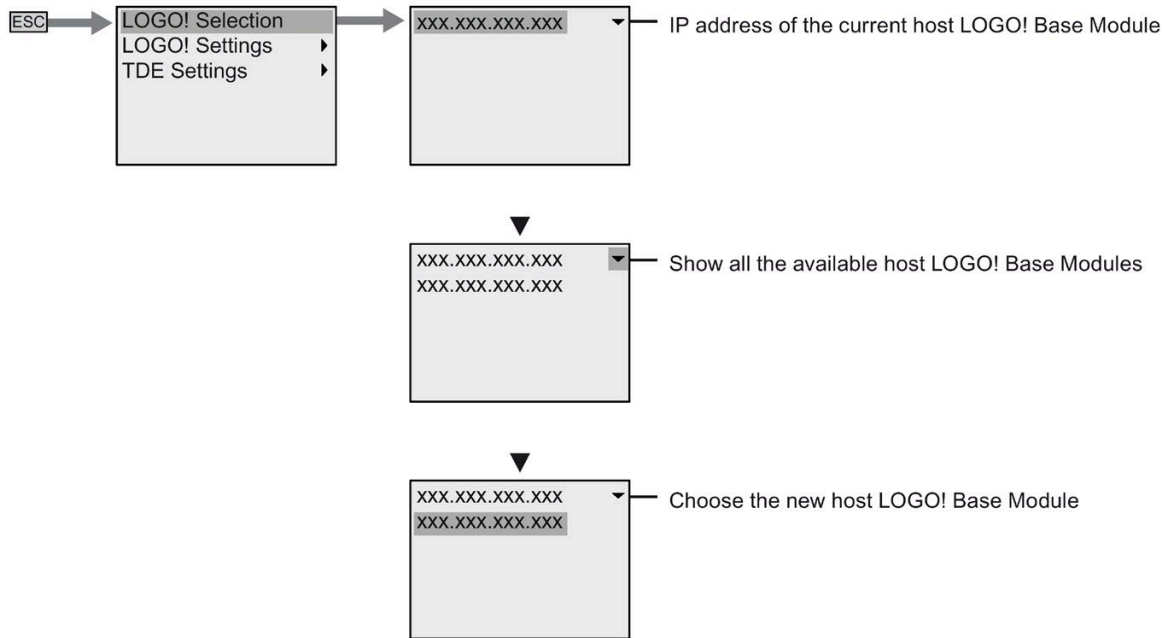 ESC
LOGO! Selection
LOGO! Settings
TDE Settings
xxx.xxx.xxx.xxx
IP address of the current host LOGO! Base Module
xxx.xxx.xxx.xxx
xxx.xxx.xxx.xxx
Show all the available host LOGO! Base Modules
xxx.xxx.xxx.xxx
xxx.xxx.xxx.xxx
Choose the new host LOGO! Base Module